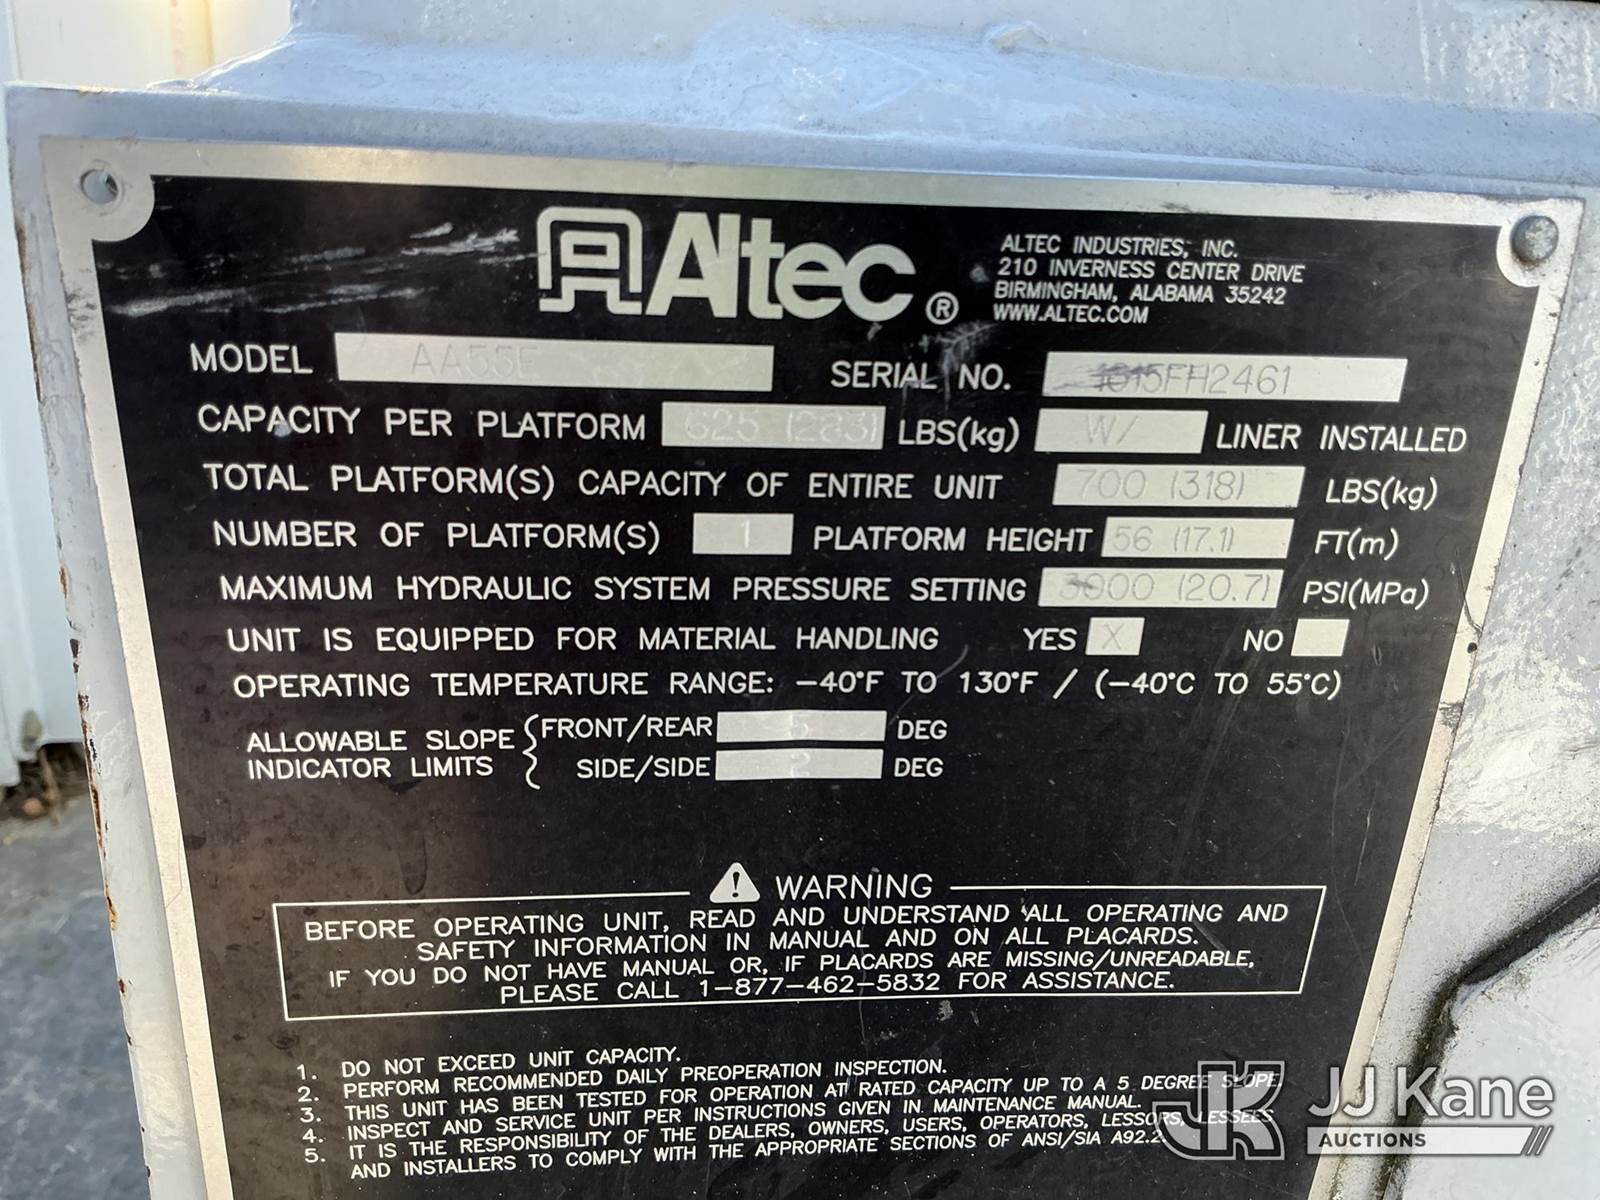 Altec ®
ALTEC INDUSTRIES, INC.
210 INVERNESS CENTER DRIVE
BIRMINGHAM, ALABAMA 35242
WWW.ALTEC.COM
MODEL AA55E SERIAL NO. 1015FH2461
CAPACITY PER PLATFORM 625 (283) LBS(kg) W/ LINER INSTALLED
TOTAL PLATFORM(S) CAPACITY OF ENTIRE UNIT 700 (318) LBS(kg)
NUMBER OF PLATFORM(S) 1 PLATFORM HEIGHT 56 (17.1) FT(m)
MAXIMUM HYDRAULIC SYSTEM PRESSURE SETTING 3000 (20.7) PSI(MPa)
UNIT IS EQUIPPED FOR MATERIAL HANDLING YES X NO
OPERATING TEMPERATURE RANGE: -40°F TO 130°F / (-40°C TO 55°C)
ALLOWABLE SLOPE FRONT/REAR 5 DEG
INDICATOR LIMITS SIDE/SIDE 2 DEG
WARNING
BEFORE OPERATING UNIT, READ AND UNDERSTAND ALL OPERATING AND
SAFETY INFORMATION IN MANUAL AND ON ALL PLACARDS.
IF YOU DO NOT HAVE MANUAL OR, IF PLACARDS ARE MISSING/UNREADABLE,
PLEASE CALL 1-877-462-5832 FOR ASSISTANCE.
1. DO NOT EXCEED UNIT CAPACITY.
2. PERFORM RECOMMENDED DAILY PREOPERATION INSPECTION.
3. THIS UNIT HAS BEEN TESTED FOR OPERATION AT RATED CAPACITY UP TO A 5 DEGREE SLOPE.
4. INSPECT AND SERVICE UNIT PER INSTRUCTIONS GIVEN IN MAINTENANCE MANUAL.
5. IT IS THE RESPONSIBILITY OF THE DEALERS, OWNERS, USERS, OPERATORS, LESSORS, LESSEES
AND INSTALLERS TO COMPLY WITH THE APPROPRIATE SECTIONS OF ANSI/SIA A92.2.
JK JJ Kane
AUCTIONS